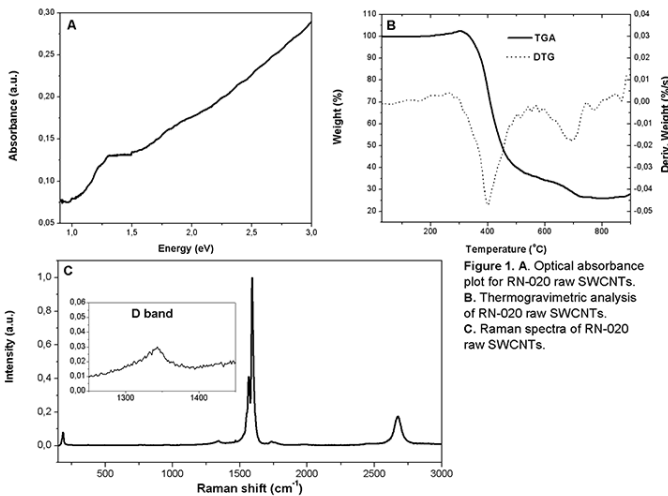 A
0,30
0,25
0,20
0,15
0,10
0,05
Absorbance (a.u.)
1,0 1,5 2,0 2,5 3,0
Energy (eV)
B
TGA
DTG
110
100
90
80
70
60
50
40
30
20
Weight (%)
0,04
0,03
0,02
0,01
0,00
-0,01
-0,02
-0,03
-0,04
-0,05
Deriv. Weight (%/s)
200 400 600 800
Temperature (°C)
C
1,0
0,8
0,6
0,4
0,2
0,0
Intensity (a.u.)
D band
0,06
0,05
0,04
0,03
0,02
0,01
0,00
1300 1400
500 1000 1500 2000 2500 3000
Raman shift (cm⁻¹)
Figure 1. A. Optical absorbance
plot for RN-020 raw SWCNTs.
B. Thermogravimetric analysis
of RN-020 raw SWCNTs.
C. Raman spectra of RN-020
raw SWCNTs.